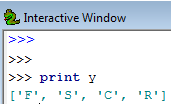 Interactive Window
>>>
>>>
>>> print y
['F', 'S', 'C', 'R']